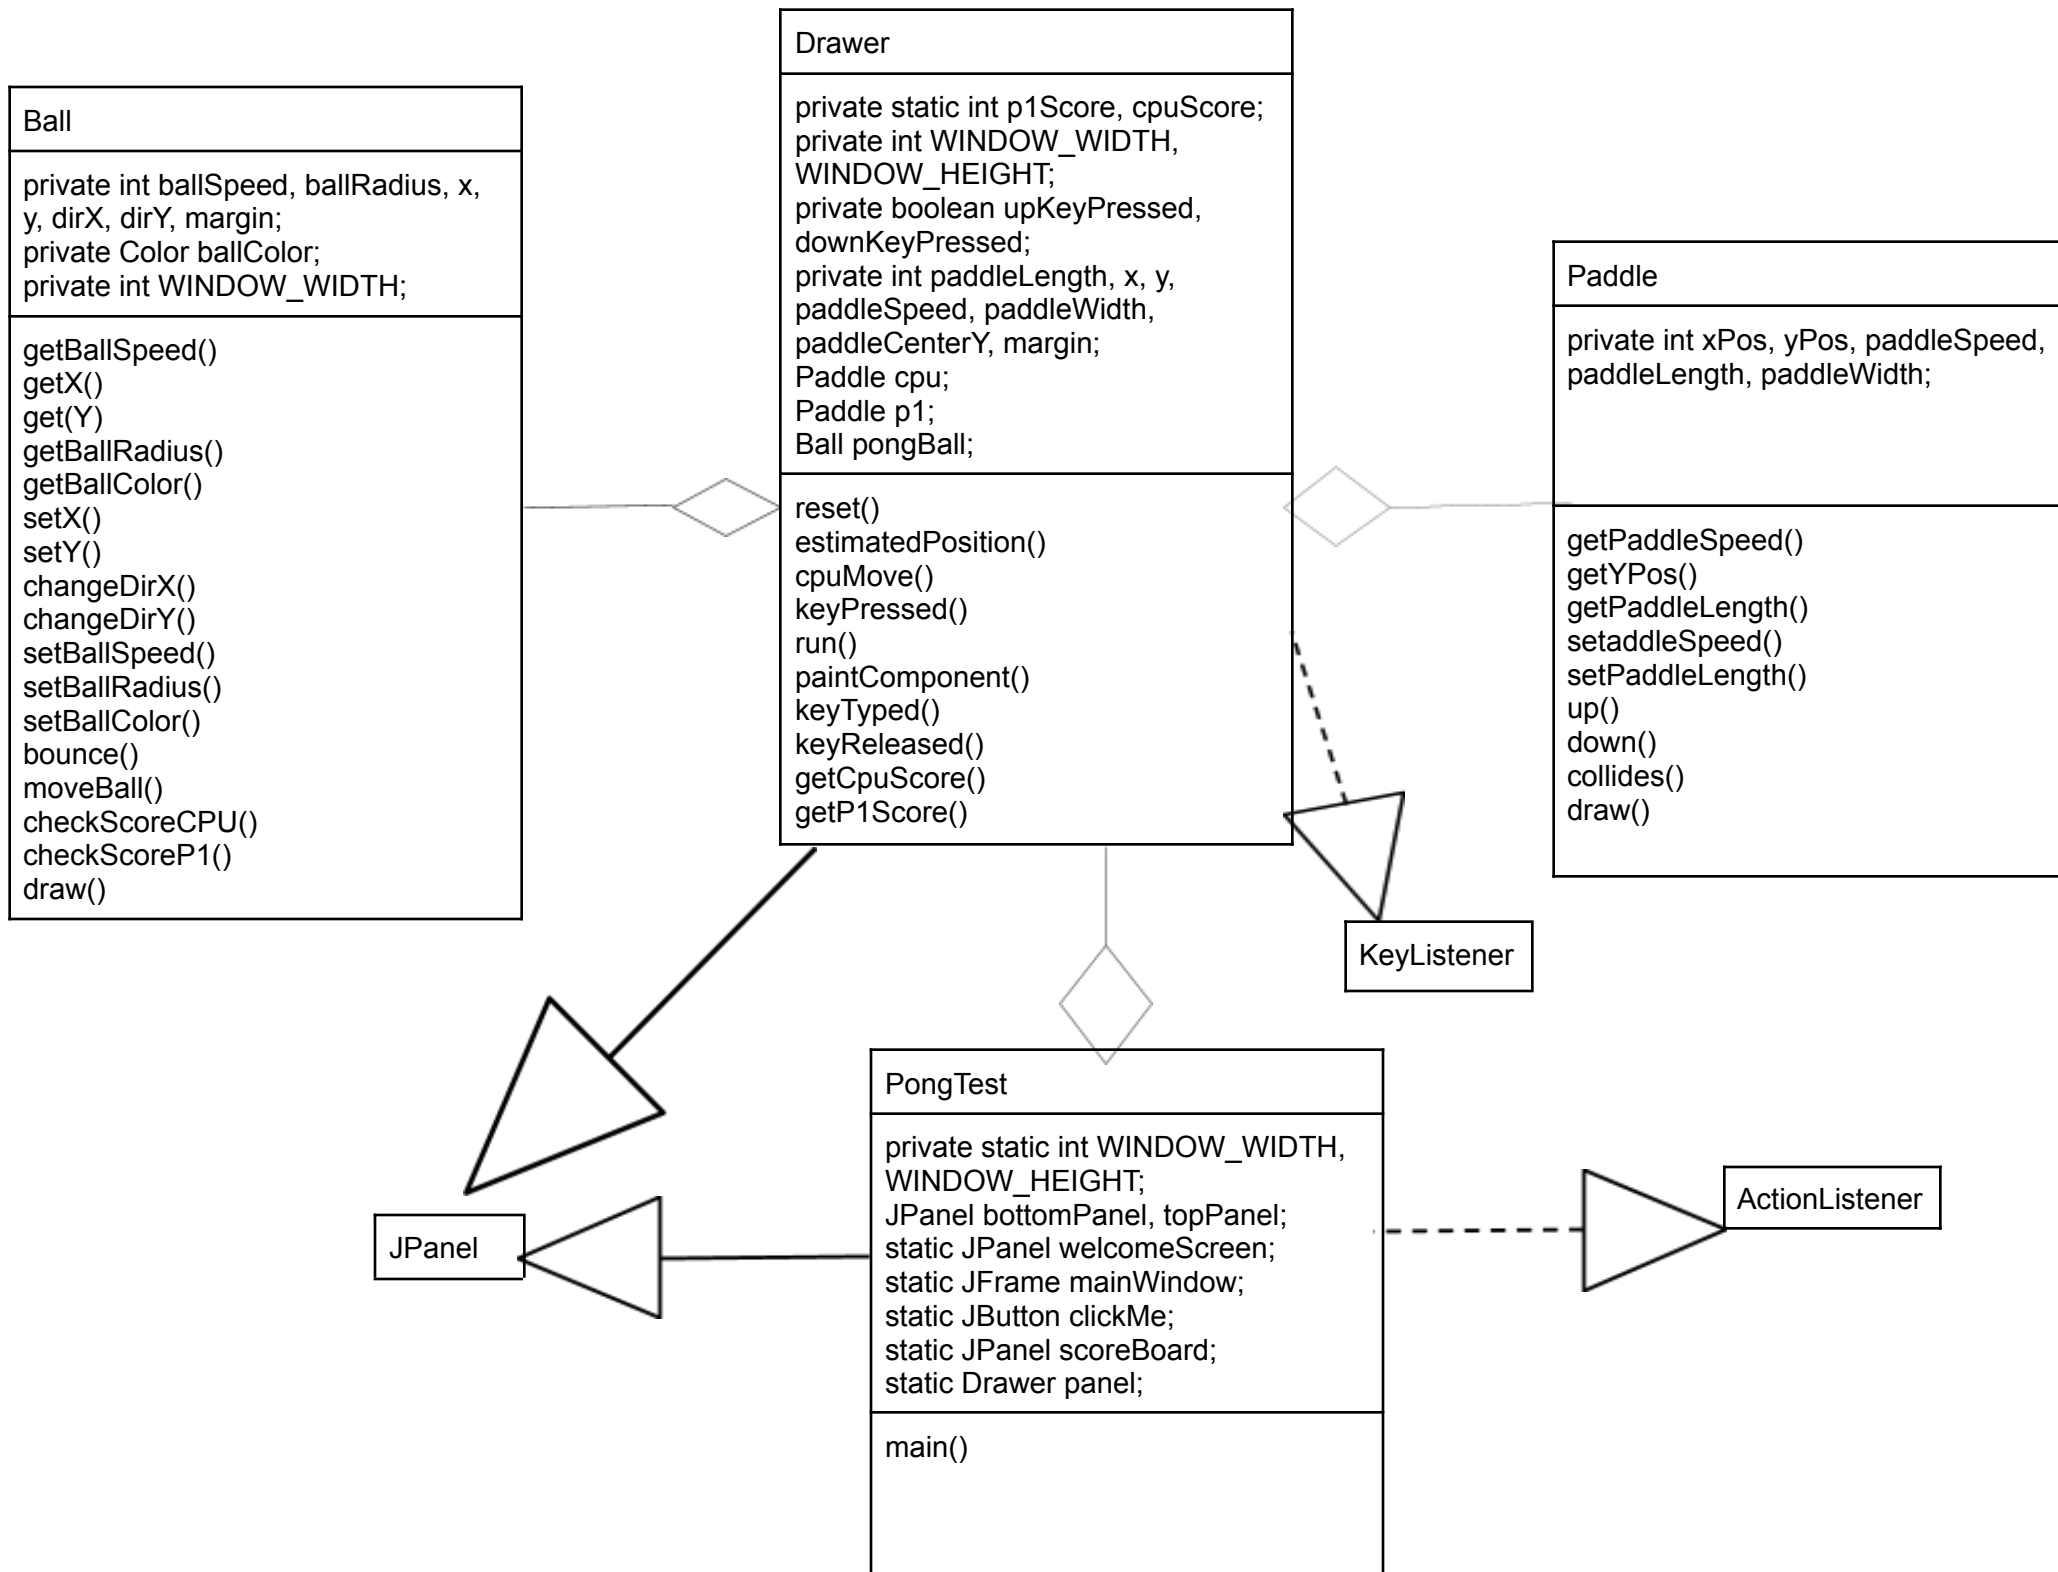 Drawer
private static int p1Score, cpuScore;
private int WINDOW_WIDTH,
WINDOW_HEIGHT;
private boolean upKeyPressed,
downKeyPressed;
private int paddleLength, x, y,
paddleSpeed, paddleWidth,
paddleCenterY, margin;
Paddle cpu;
Paddle p1;
Ball pongBall;
reset()
estimatedPosition()
cpuMove()
keyPressed()
run()
paintComponent()
keyTyped()
keyReleased()
getCpuScore()
getP1Score()
Ball
private int ballSpeed, ballRadius, x,
y, dirX, dirY, margin;
private Color ballColor;
private int WINDOW_WIDTH;
getBallSpeed()
getX()
get(Y)
getBallRadius()
getBallColor()
setX()
setY()
changeDirX()
changeDirY()
setBallSpeed()
setBallRadius()
setBallColor()
bounce()
moveBall()
checkScoreCPU()
checkScoreP1()
draw()
Paddle
private int xPos, yPos, paddleSpeed,
paddleLength, paddleWidth;
getPaddleSpeed()
getYPos()
getPaddleLength()
setaddleSpeed()
setPaddleLength()
up()
down()
collides()
draw()
KeyListener
PongTest
private static int WINDOW_WIDTH,
WINDOW_HEIGHT;
JPanel bottomPanel, topPanel;
static JPanel welcomeScreen;
static JFrame mainWindow;
static JButton clickMe;
static JPanel scoreBoard;
static Drawer panel;
main()
JPanel
ActionListener